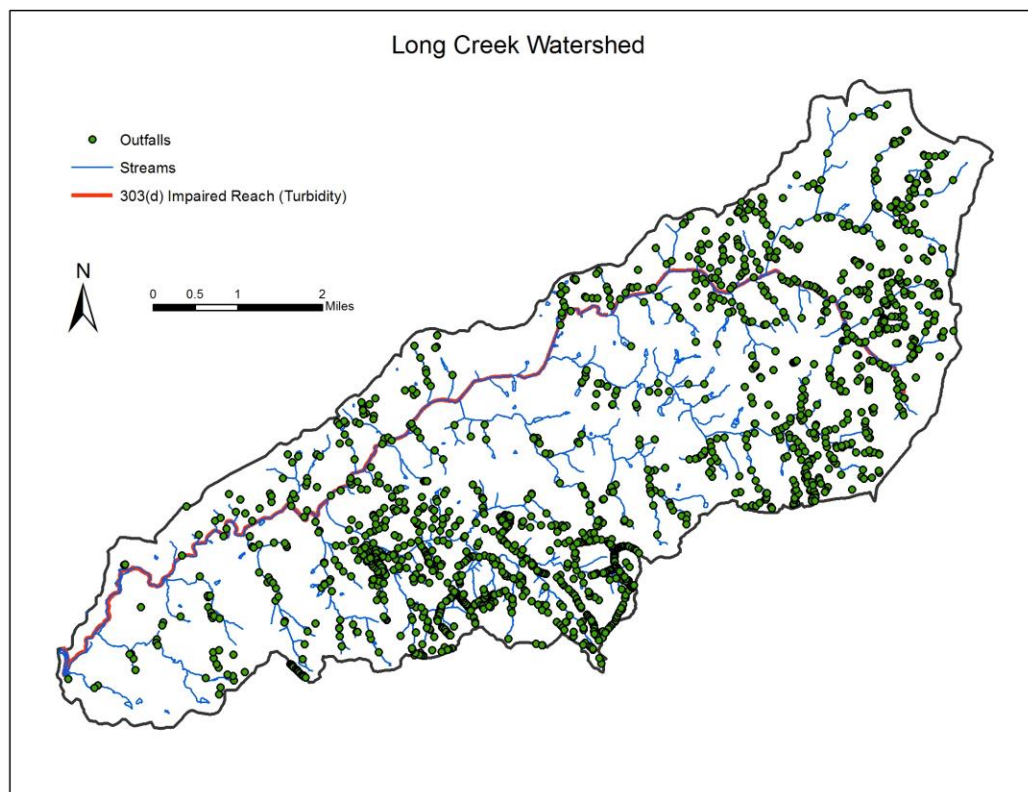 Long Creek Watershed
Outfalls
Streams
303(d) Impaired Reach (Turbidity)
N
0 0.5 1 2
Miles